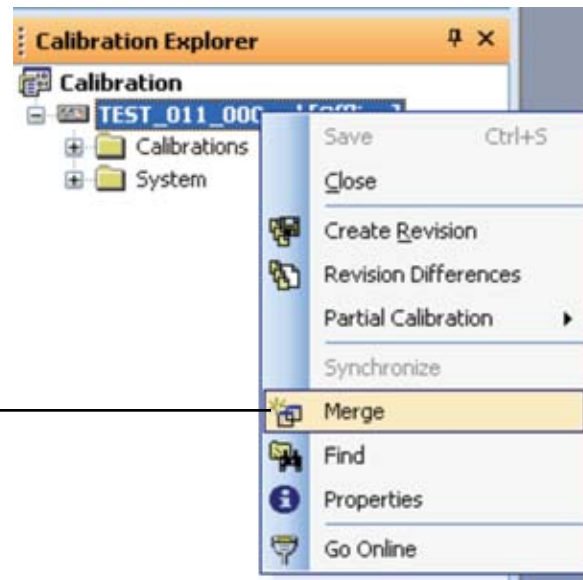 Calibration Explorer
Calibration
TEST_011_000
Calibrations
System
Save Ctrl+S
Close
Create Revision
Revision Differences
Partial Calibration
Synchronize
Merge
Find
Properties
Go Online